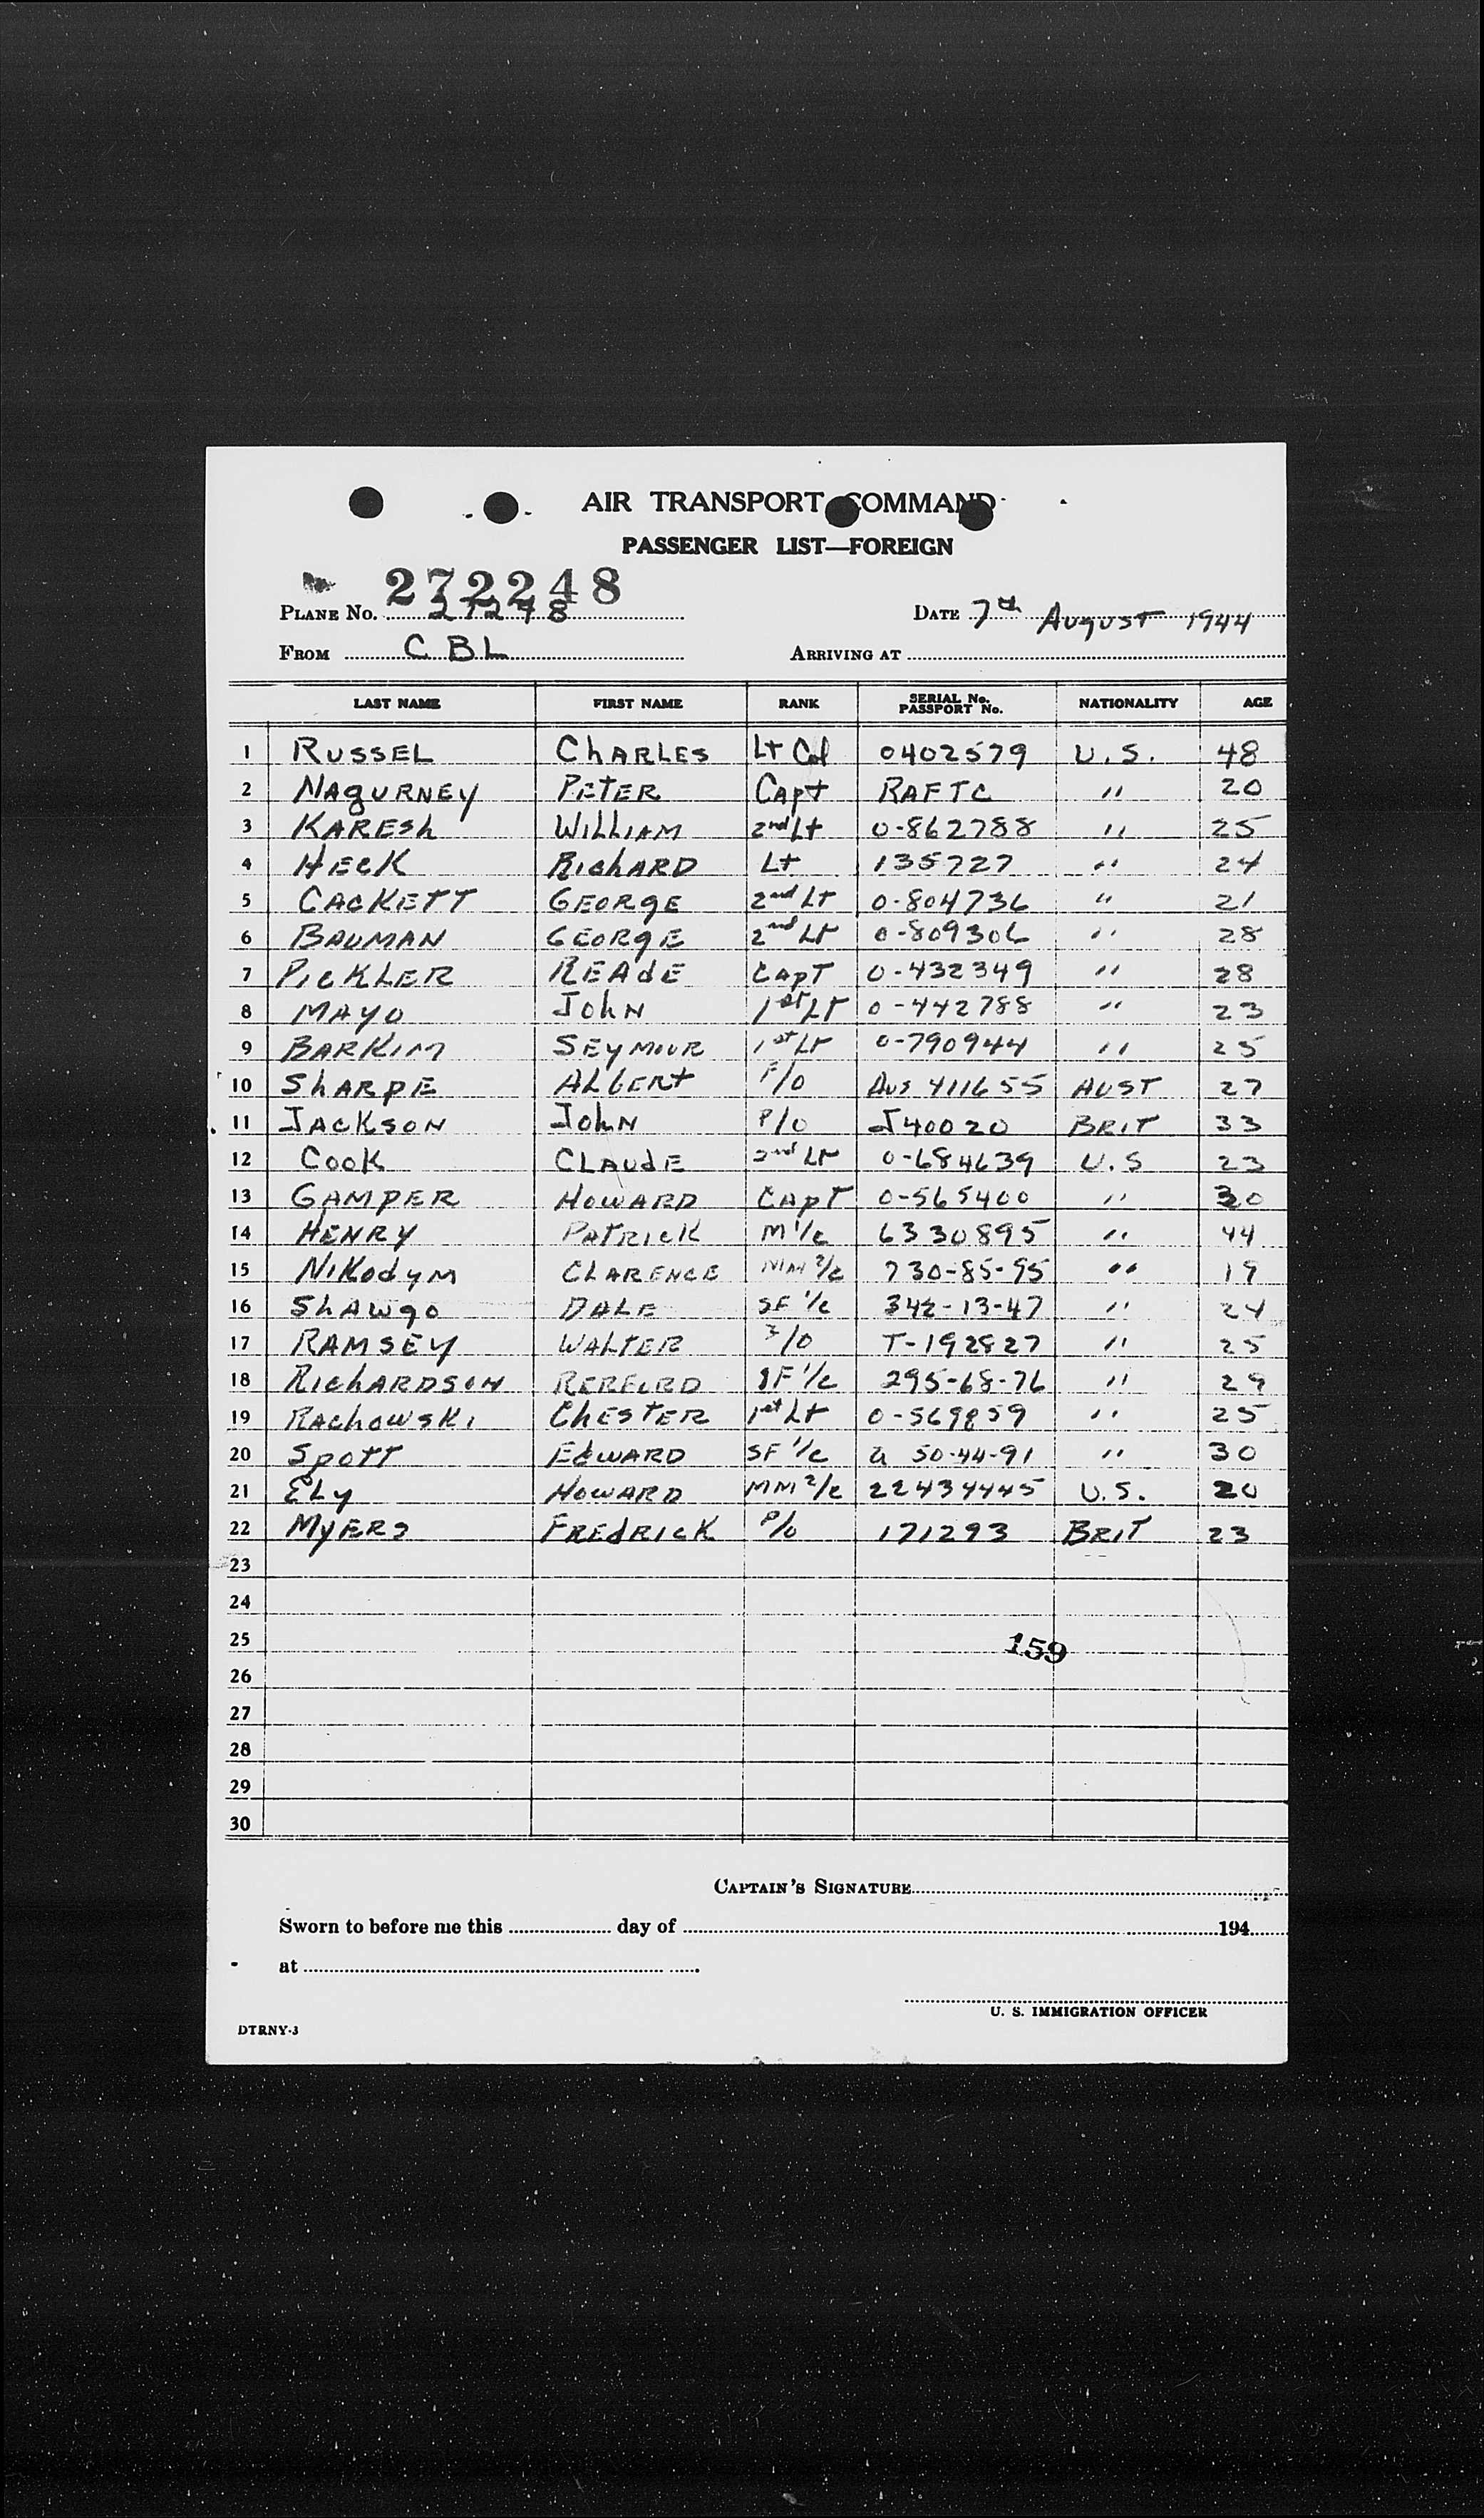 AIR TRANSPORT COMMAND
PASSENGER LIST—FOREIGN
272248
PLANE No. 27248 DATE 7th August 1944
FROM C B L ARRIVING AT
LAST NAME FIRST NAME RANK SERIAL No. PASSPORT No. NATIONALITY AGE
1 RUSSEL ChARLES Lt Col 0402579 U.S. 48
2 NAgURNEy PETER Capt RAFTC " 20
3 KARESh WILLIAM 2nd Lt 0-862788 " 25
4 HECK RichARD Lt 135727 " 24
5 CACKETT GEORgE 2nd Lt 0-804736 " 21
6 BAUMAN GEORgE 2nd Lt 0-809306 " 28
7 PicKLER READE CapT 0-432349 " 28
8 MAyo John 1st Lt 0-442788 " 23
9 BARKIM SEyMOUR 1st Lt 0-790944 " 25
10 ShARpE ALbERt F/O Aus 411655 AUST 27
11 JAcKSON John P/O J40020 BRIT 33
12 Cook CLAUdE 2nd Lt 0-684639 U.S 23
13 GAMPER HOWARD CApT 0-565400 " 30
14 HENRY PATRICK M 1/c 6330895 " 44
15 NiKodyM CLARENCE MM 2/c 730-85-95 " 19
16 ShAWgo DALE SF 1/c 342-13-47 " 24
17 RAMSEY WALTER F/O T-192827 " 25
18 RichARDSON SF 1/c 295-68-76 " 29
19 RAchowSKi ChESTER 1st Lt 0-569859 " 25
20 SpoTT EdWARD SF 1/c 50-44-91 " 30
21 ELy HOWARD MM 2/c 22434445 U.S. 20
22 MyERS FREdRICK P/o 171293 BRIT 23
23
24
25 159
26
27
28
29
30
CAPTAIN'S SIGNATURE
Sworn to before me this day of 194
at
U. S. IMMIGRATION OFFICER
DTRNY-3